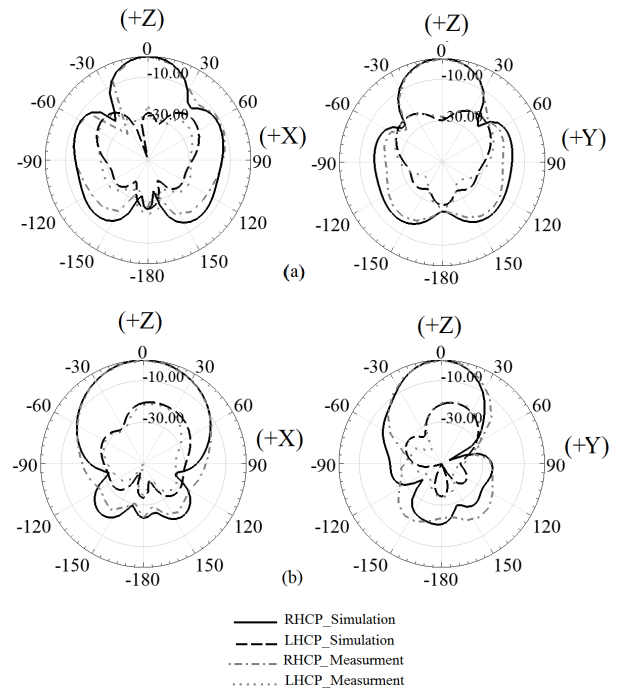 (+Z) (+Z)
0 0
-30 30 -30 30
-10.00 -10.00
-60 60 -60 60
-30.00 -30.00
(+X) (+Y)
-90 90 -90 90
-120 120 -120 120
-150 150 -150 150
-180 -180
(a)
(+Z) (+Z)
0 0
-30 30 -30 30
-10.00 -10.00
-60 60 -60 60
-30.00 -30.00
(+X) (+Y)
-90 90 -90 90
-120 120 -120 120
-150 150 -150 150
-180 -180
(b)
RHCP_Simulation
LHCP_Simulation
RHCP_Measurment
LHCP_Measurment